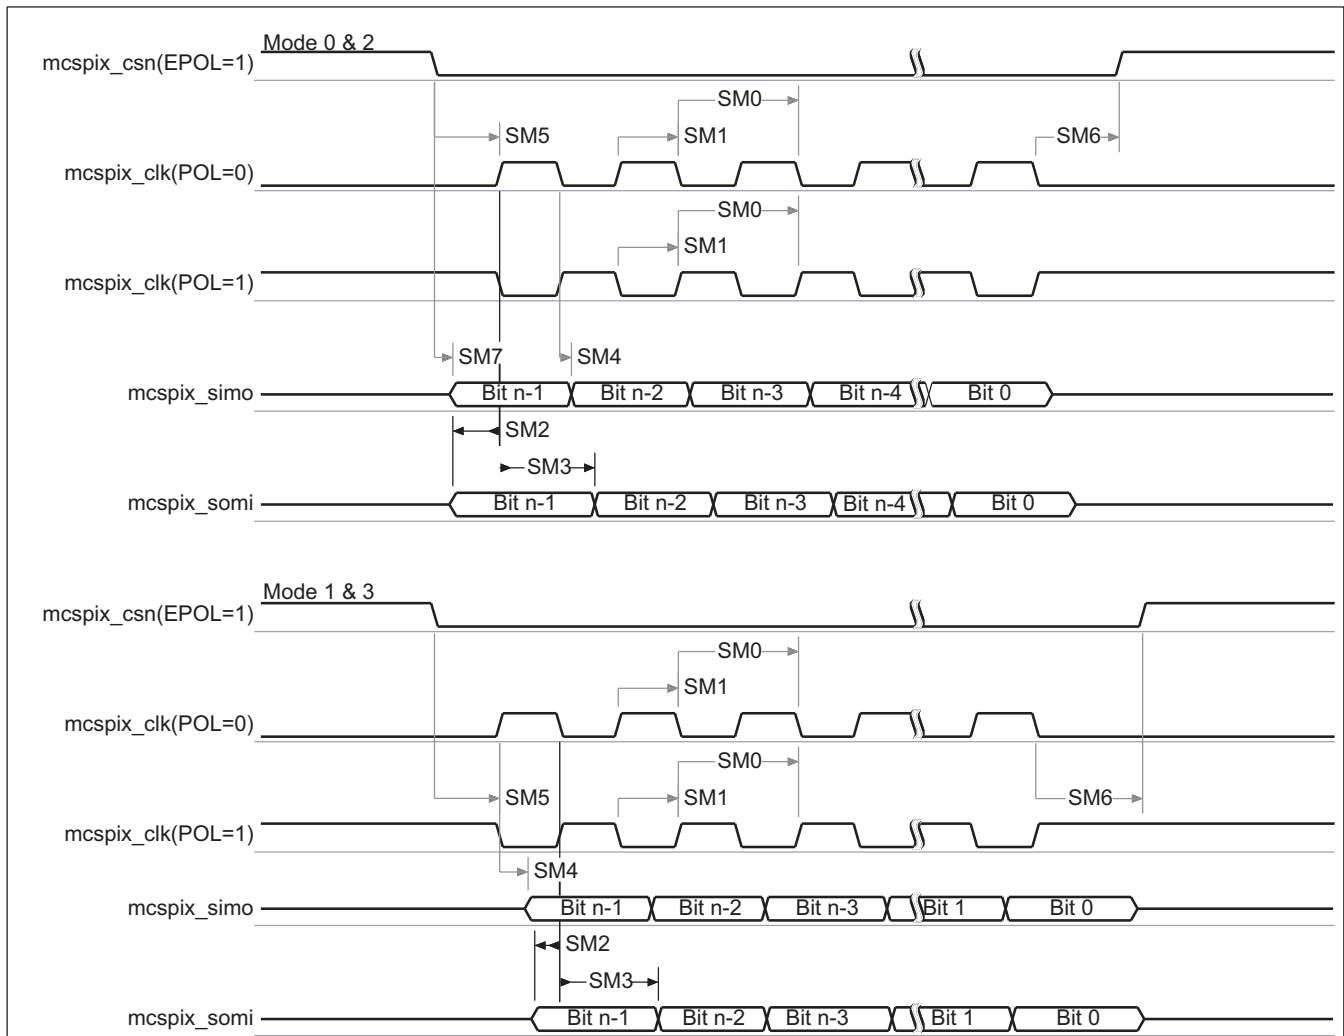 Mode 0 & 2
mcspix_csn(EPOL=1)
SM0
SM5 SM1 SM6
mcspix_clk(POL=0)
SM0
SM1
mcspix_clk(POL=1)
SM7 SM4
mcspix_simo Bit n-1 Bit n-2 Bit n-3 Bit n-4 Bit 0
SM2
SM3
mcspix_somi Bit n-1 Bit n-2 Bit n-3 Bit n-4 Bit 0
Mode 1 & 3
mcspix_csn(EPOL=1)
SM0
SM1
mcspix_clk(POL=0)
SM0
SM5 SM1 SM6
mcspix_clk(POL=1)
SM4
mcspix_simo Bit n-1 Bit n-2 Bit n-3 Bit 1 Bit 0
SM2
SM3
mcspix_somi Bit n-1 Bit n-2 Bit n-3 Bit 1 Bit 0